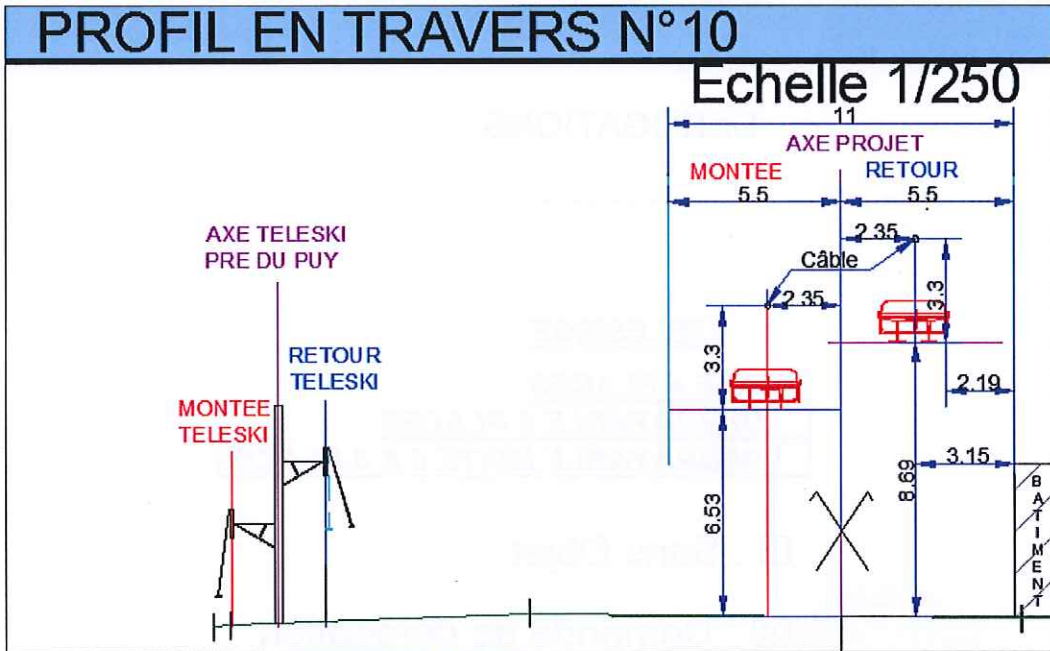 PROFIL EN TRAVERS N°10
Echelle 1/250
11
AXE PROJET
MONTEE
RETOUR
5.5
5.5
AXE TELESKI
PRE DU PUY
2.35
Câble
2.35
3.3
3.3
RETOUR
TELESKI
MONTEE
TELESKI
2.19
3.15
6.53
8.69
BATIMENT